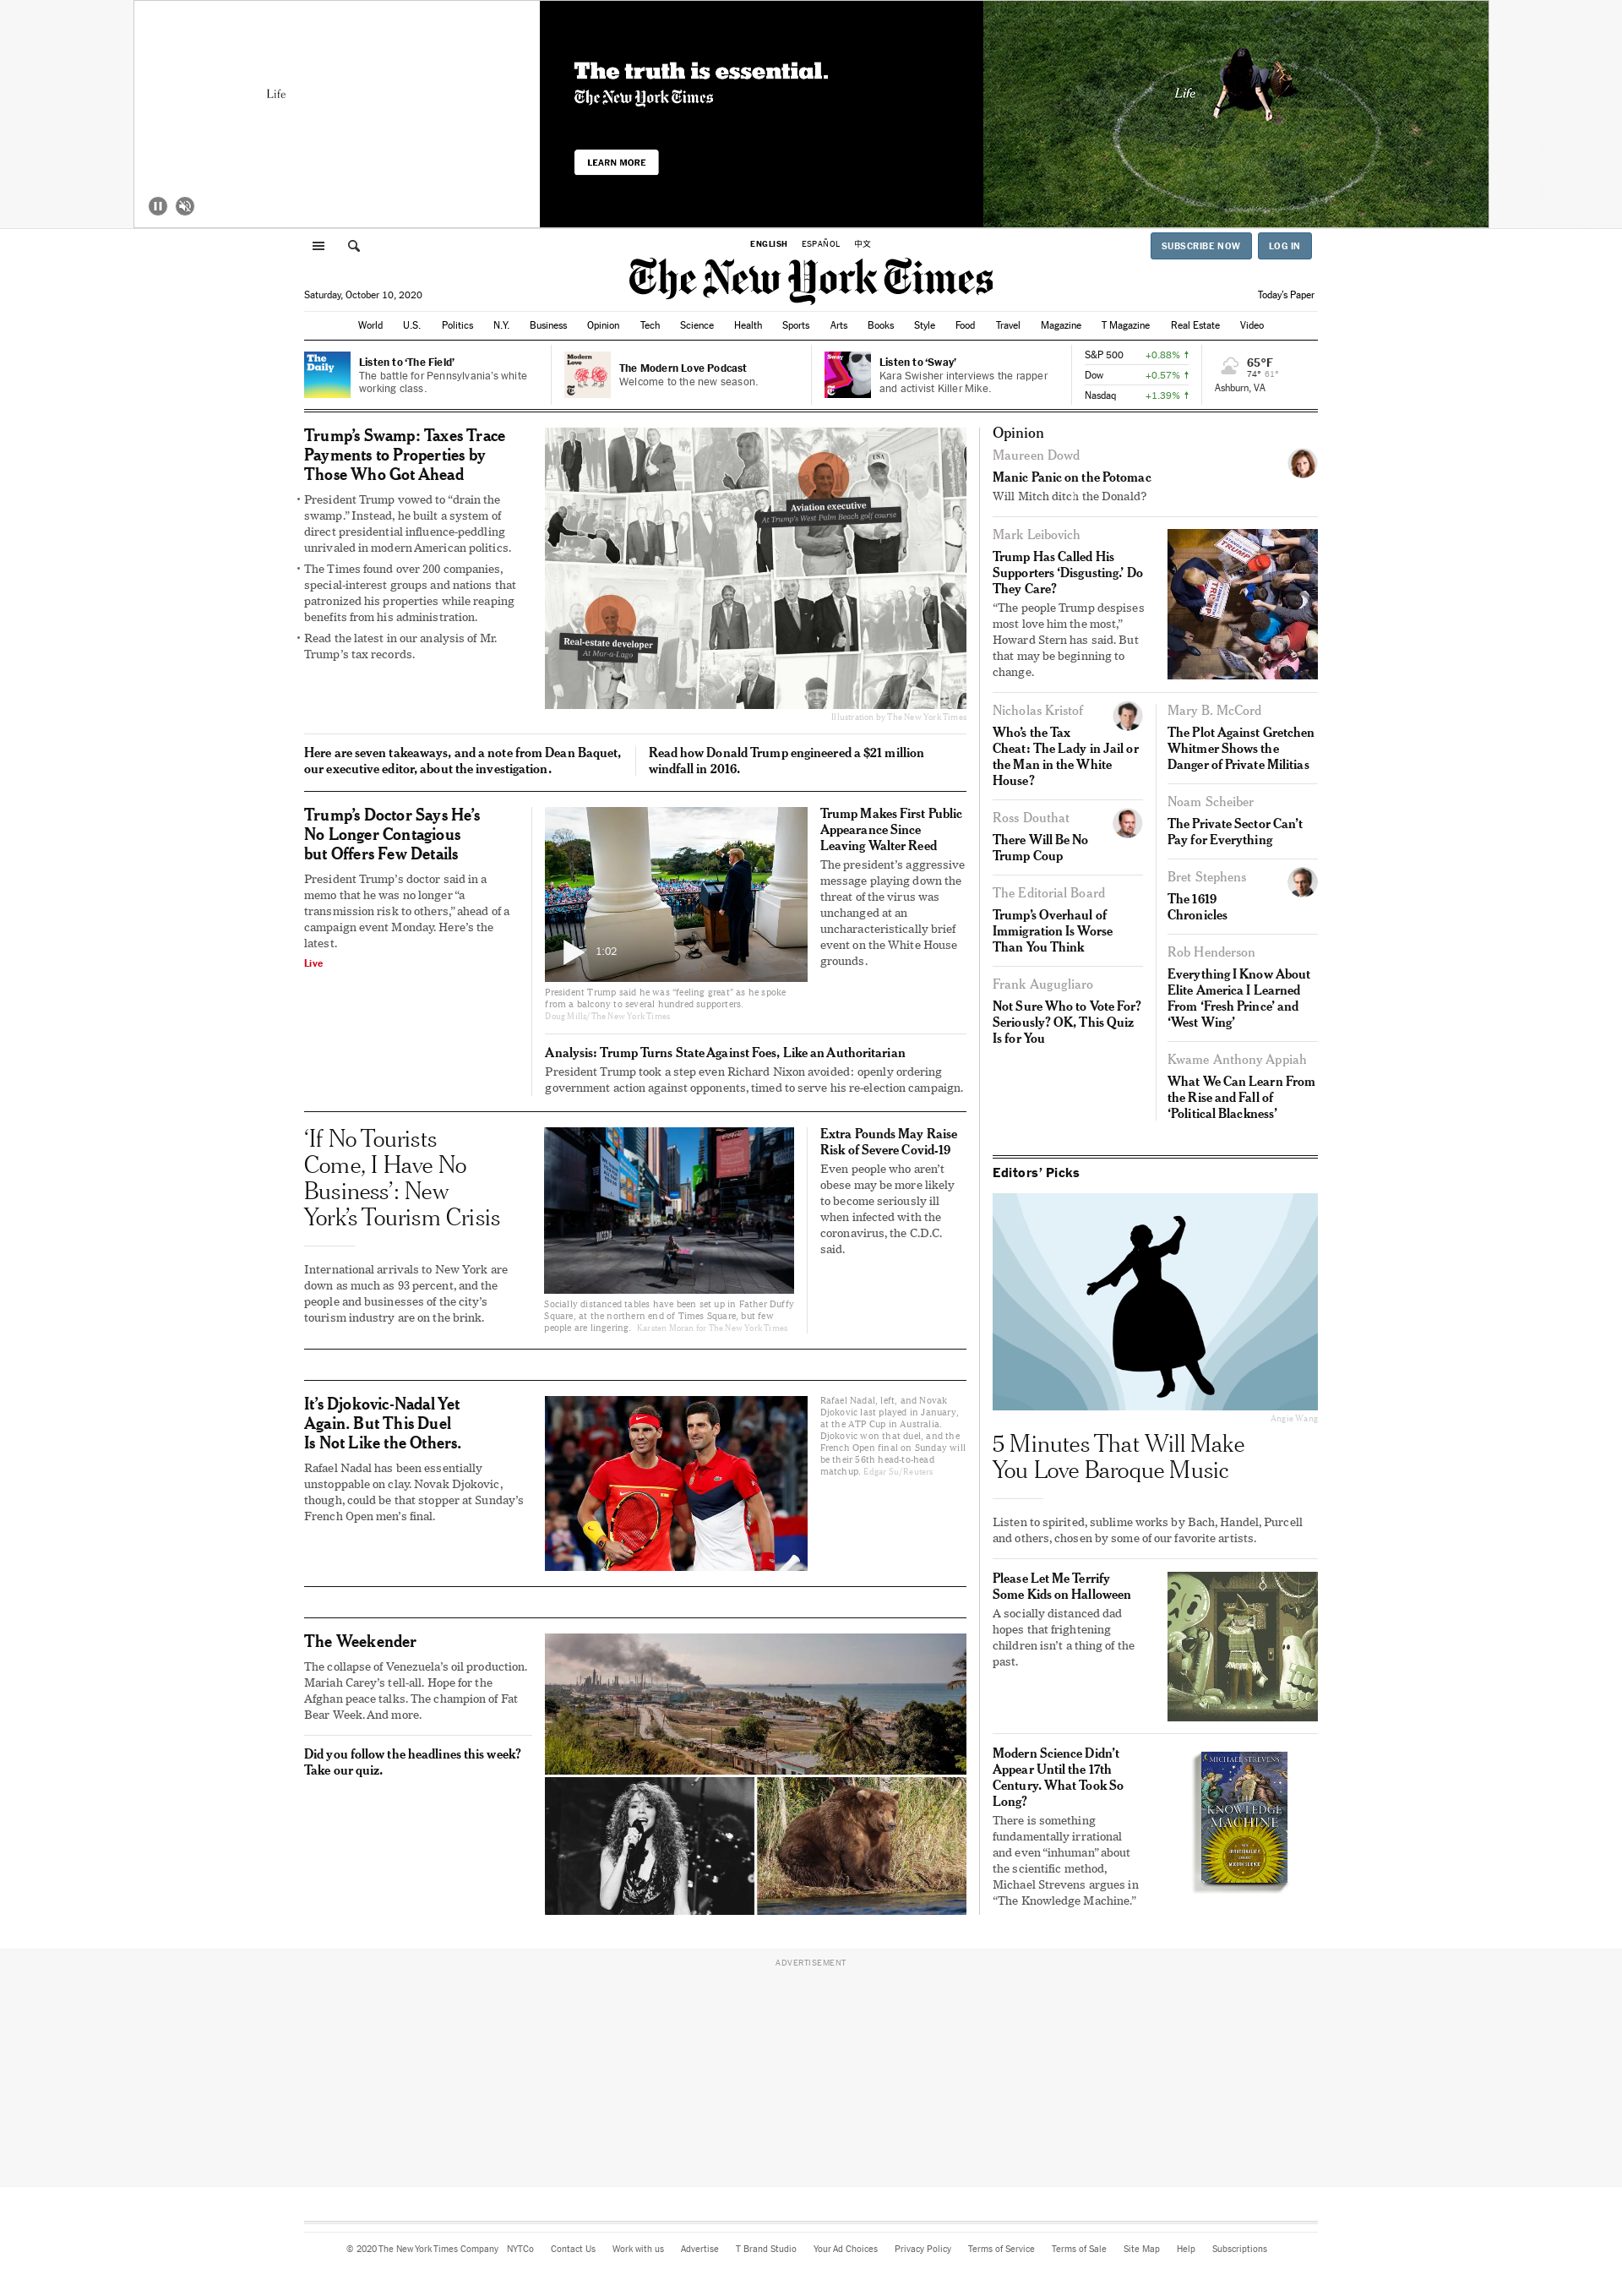 Life
The truth is essential.
The New York Times
LEARN MORE
Life
ENGLISH ESPAÑOL 中文
SUBSCRIBE NOW LOG IN
The New York Times
Saturday, October 10, 2020
Today's Paper
World U.S. Politics N.Y. Business Opinion Tech Science Health Sports Arts Books Style Food Travel Magazine T Magazine Real Estate Video
The
Daily
Listen to ‘The Field’
The battle for Pennsylvania’s white
working class.
Modern
Love
The Modern Love Podcast
Welcome to the new season.
Sway
Listen to ‘Sway’
Kara Swisher interviews the rapper
and activist Killer Mike.
S&P 500 +0.88%
Dow +0.57%
Nasdaq +1.39%
65°F
74° 61°
Ashburn, VA
Trump’s Swamp: Taxes Trace
Payments to Properties by
Those Who Got Ahead
• President Trump vowed to “drain the
swamp.” Instead, he built a system of
direct presidential influence-peddling
unrivaled in modern American politics.
• The Times found over 200 companies,
special-interest groups and nations that
patronized his properties while reaping
benefits from his administration.
• Read the latest in our analysis of Mr.
Trump’s tax records.
USA
Aviation executive
At Trump's West Palm Beach golf course
Real-estate developer
At Mar-a-Lago
Illustration by The New York Times
Here are seven takeaways, and a note from Dean Baquet,
our executive editor, about the investigation.
Read how Donald Trump engineered a $21 million
windfall in 2016.
Trump’s Doctor Says He’s
No Longer Contagious
but Offers Few Details
President Trump’s doctor said in a
memo that he was no longer “a
transmission risk to others,” ahead of a
campaign event Monday. Here’s the
latest.
Live
1:02
President Trump said he was “feeling great” as he spoke
from a balcony to several hundred supporters.
Doug Mills/The New York Times
Trump Makes First Public
Appearance Since
Leaving Walter Reed
The president’s aggressive
message playing down the
threat of the virus was
unchanged at an
uncharacteristically brief
event on the White House
grounds.
Analysis: Trump Turns State Against Foes, Like an Authoritarian
President Trump took a step even Richard Nixon avoided: openly ordering
government action against opponents, timed to serve his re-election campaign.
‘If No Tourists
Come, I Have No
Business’: New
York’s Tourism Crisis
International arrivals to New York are
down as much as 93 percent, and the
people and businesses of the city’s
tourism industry are on the brink.
Socially distanced tables have been set up in Father Duffy
Square, at the northern end of Times Square, but few
people are lingering. Karsten Moran for The New York Times
Extra Pounds May Raise
Risk of Severe Covid-19
Even people who aren’t
obese may be more likely
to become seriously ill
when infected with the
coronavirus, the C.D.C.
said.
It’s Djokovic-Nadal Yet
Again. But This Duel
Is Not Like the Others.
Rafael Nadal has been essentially
unstoppable on clay. Novak Djokovic,
though, could be that stopper at Sunday’s
French Open men’s final.
Rafael Nadal, left, and Novak
Djokovic last played in January,
at the ATP Cup in Australia.
Djokovic won that duel, and the
French Open final on Sunday will
be their 56th head-to-head
matchup. Edgar Su/Reuters
The Weekender
The collapse of Venezuela’s oil production.
Mariah Carey’s tell-all. Hope for the
Afghan peace talks. The champion of Fat
Bear Week. And more.
Did you follow the headlines this week?
Take our quiz.
Opinion
Maureen Dowd
Manic Panic on the Potomac
Will Mitch ditch the Donald?
Mark Leibovich
Trump Has Called His
Supporters ‘Disgusting.’ Do
They Care?
“The people Trump despises
most love him the most,”
Howard Stern has said. But
that may be beginning to
change.
TRUMP
TRUMP
Nicholas Kristof
Who’s the Tax
Cheat: The Lady in Jail or
the Man in the White
House?
Ross Douthat
There Will Be No
Trump Coup
The Editorial Board
Trump’s Overhaul of
Immigration Is Worse
Than You Think
Frank Augugliaro
Not Sure Who to Vote For?
Seriously? OK, This Quiz
Is for You
Mary B. McCord
The Plot Against Gretchen
Whitmer Shows the
Danger of Private Militias
Noam Scheiber
The Private Sector Can’t
Pay for Everything
Bret Stephens
The 1619
Chronicles
Rob Henderson
Everything I Know About
Elite America I Learned
From ‘Fresh Prince’ and
‘West Wing’
Kwame Anthony Appiah
What We Can Learn From
the Rise and Fall of
‘Political Blackness’
Editors’ Picks
Angie Wang
5 Minutes That Will Make
You Love Baroque Music
Listen to spirited, sublime works by Bach, Handel, Purcell
and others, chosen by some of our favorite artists.
Please Let Me Terrify
Some Kids on Halloween
A socially distanced dad
hopes that frightening
children isn’t a thing of the
past.
Modern Science Didn’t
Appear Until the 17th
Century. What Took So
Long?
There is something
fundamentally irrational
and even “inhuman” about
the scientific method,
Michael Strevens argues in
“The Knowledge Machine.”
MICHAEL STREVENS
KNOWLEDGE
MACHINE
ADVERTISEMENT
© 2020 The New York Times Company NYTCo Contact Us Work with us Advertise T Brand Studio Your Ad Choices Privacy Policy Terms of Service Terms of Sale Site Map Help Subscriptions